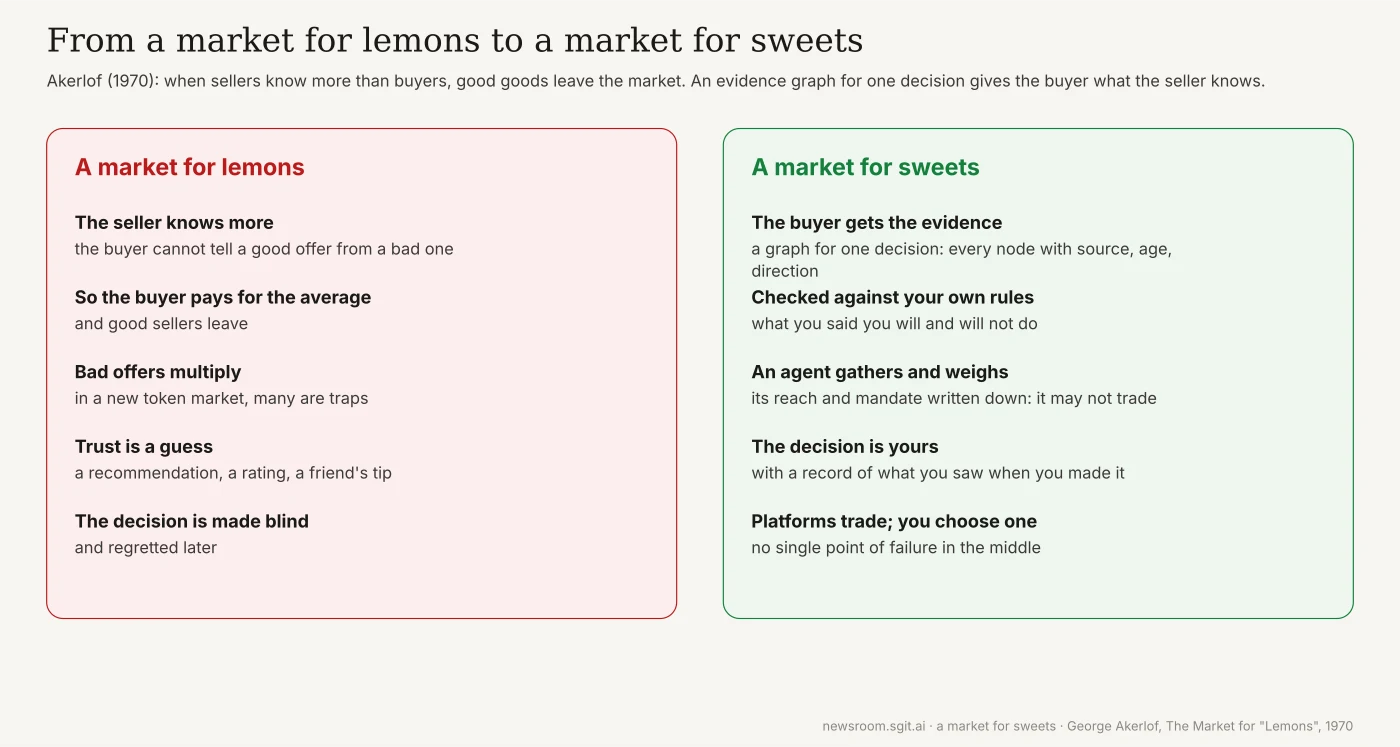 From a market for lemons to a market for sweets
Akerlof (1970): when sellers know more than buyers, good goods leave the market. An evidence graph for one decision gives the buyer what the seller knows.
A market for lemons
The seller knows more
the buyer cannot tell a good offer from a bad one
So the buyer pays for the average
and good sellers leave
Bad offers multiply
in a new token market, many are traps
Trust is a guess
a recommendation, a rating, a friend's tip
The decision is made blind
and regretted later
A market for sweets
The buyer gets the evidence
a graph for one decision: every node with source, age,
direction
Checked against your own rules
what you said you will and will not do
An agent gathers and weighs
its reach and mandate written down: it may not trade
The decision is yours
with a record of what you saw when you made it
Platforms trade; you choose one
no single point of failure in the middle
newsroom.sgit.ai · a market for sweets · George Akerlof, The Market for "Lemons", 1970